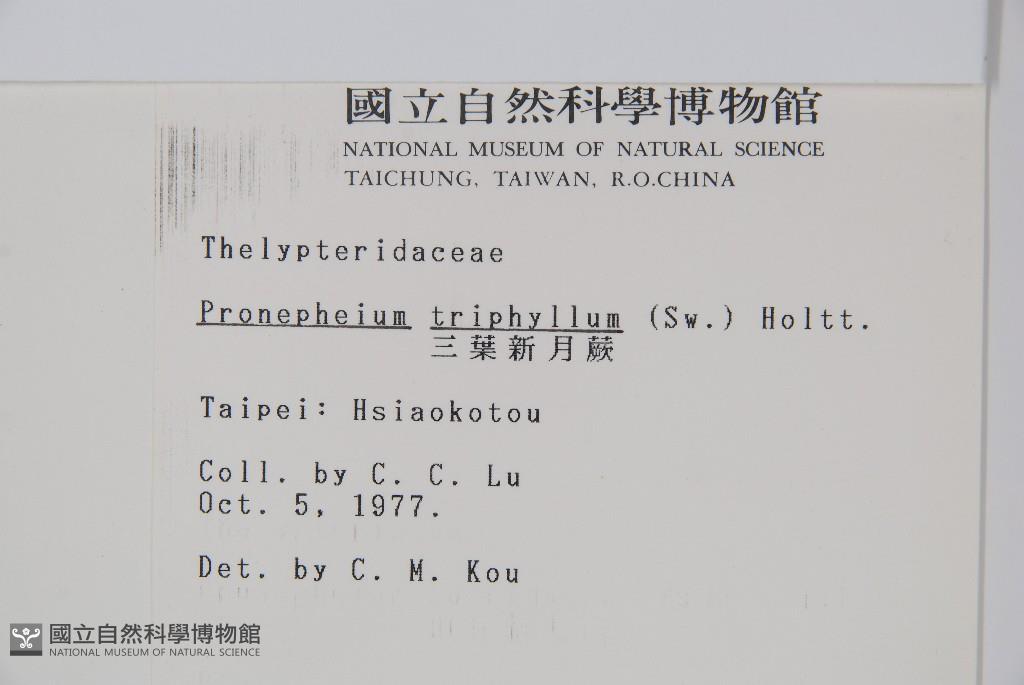 國立自然科學博物館
NATIONAL MUSEUM OF NATURAL SCIENCE
TAICHUNG, TAIWAN, R.O.CHINA
Thelypteridaceae
Pronepheium triphyllum (Sw.) Holtt.
三葉新月蕨
Taipei: Hsiaokotou
Coll. by C. C. Lu
Oct. 5, 1977.
Det. by C. M. Kou
國立自然科學博物館
NATIONAL MUSEUM OF NATURAL SCIENCE